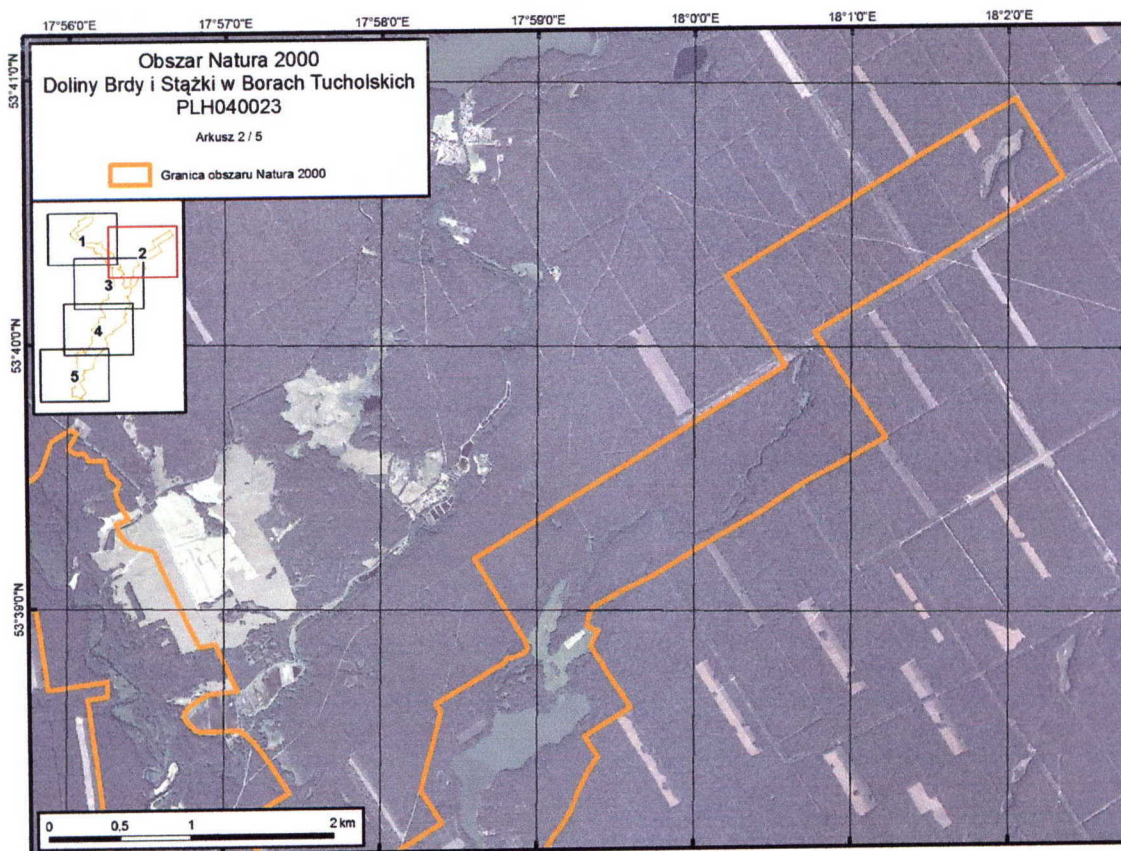 17°56'0"E 17°57'0"E 17°58'0"E 17°59'0"E 18°0'0"E 18°1'0"E 18°2'0"E
Obszar Natura 2000
Doliny Brdy i Stążki w Borach Tucholskich
PLH040023
Arkusz 2 / 5
Granica obszaru Natura 2000
53°41'0"N
1
2
3
4
5
53°40'0"N
53°39'0"N
0 0,5 1 2 km